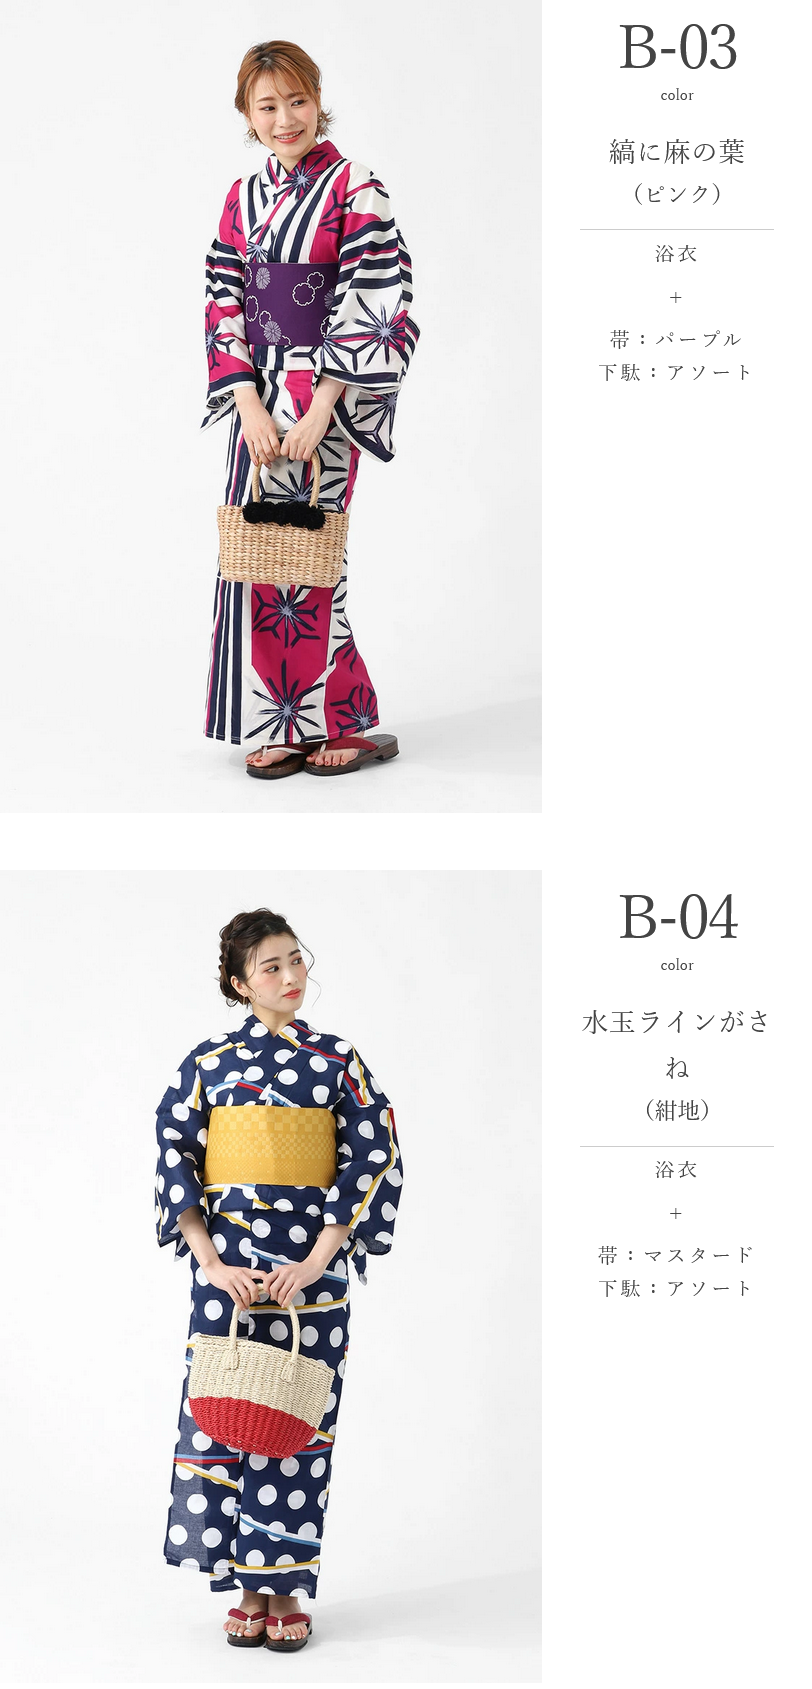 B-03
color
縞に麻の葉
（ピンク）
浴衣
+
帯：パープル
下駄：アソート
B-04
color
水玉ラインがさ
ね
（紺地）
浴衣
+
帯：マスタード
下駄：アソート